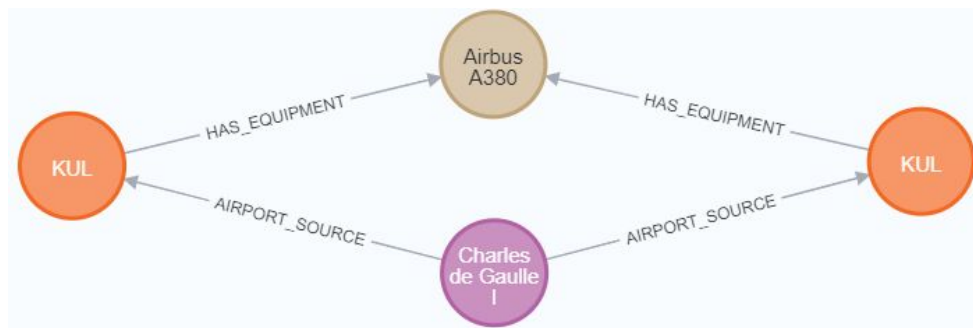 Airbus
A380
HAS_EQUIPMENT
HAS_EQUIPMENT
KUL
KUL
AIRPORT_SOURCE
AIRPORT_SOURCE
Charles
de Gaulle
I